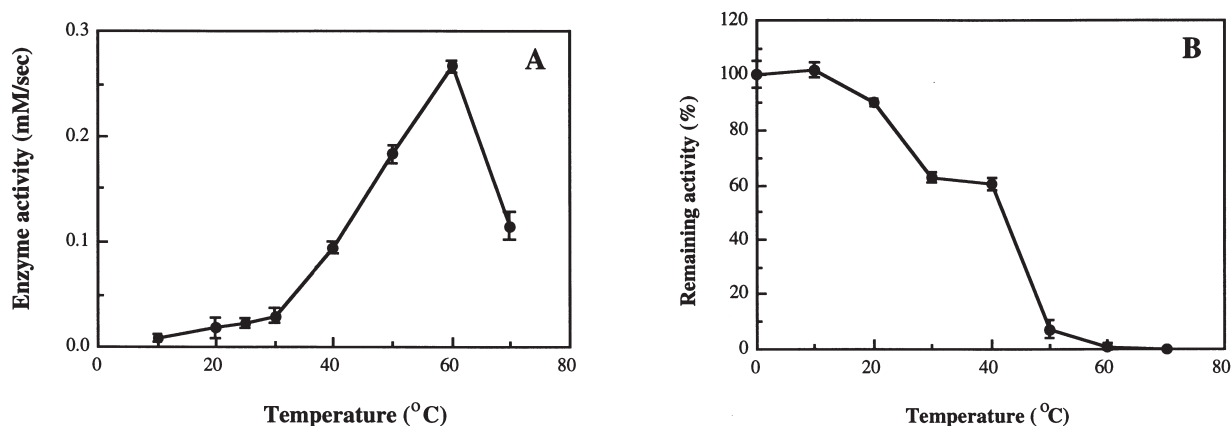 A
Enzyme activity (mM/sec)
0.3
0.2
0.1
0.0
0 20 40 60 80
Temperature (°C)
B
Remaining activity (%)
120
100
80
60
40
20
0
0 20 40 60 80
Temperature (°C)